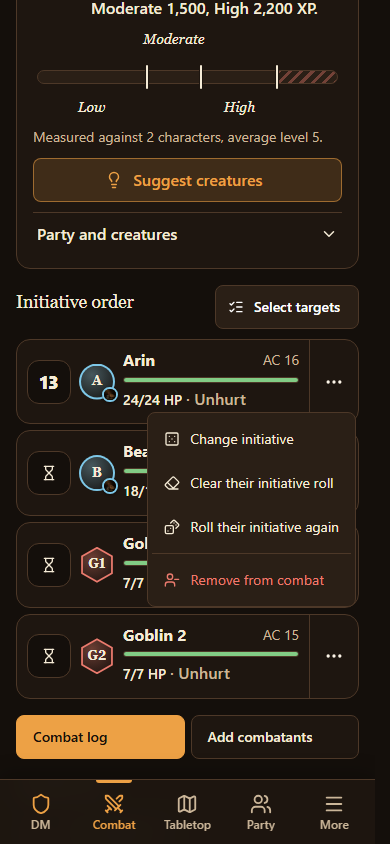 Moderate 1,500, High 2,200 XP.
Moderate
Low
High
Measured against 2 characters, average level 5.
Suggest creatures
Party and creatures
Initiative order
Select targets
13
A
Arin
AC 16
24/24 HP · Unhurt
B
Change initiative
Clear their initiative roll
G1
7/7
Roll their initiative again
Remove from combat
G2
Goblin 2
AC 15
7/7 HP · Unhurt
Combat log
Add combatants
DM
Combat
Tabletop
Party
More